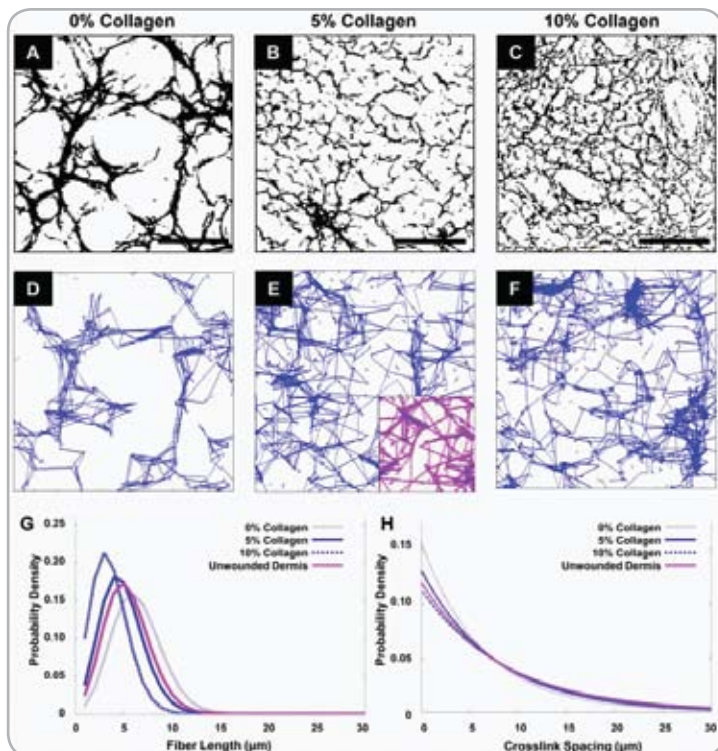 0% Collagen 5% Collagen 10% Collagen
A B C
D E F
G
0% Collagen
5% Collagen
10% Collagen
Unwounded Dermis
0.25
0.20
0.15
0.10
0.05
0
Probability Density
0 5 10 15 20 25 30
Fiber Length (μm)
H
0% Collagen
5% Collagen
10% Collagen
Unwounded Dermis
0.15
0.10
0.05
0
Probability Density
0 5 10 15 20 25 30
Crosslink Spacing (μm)